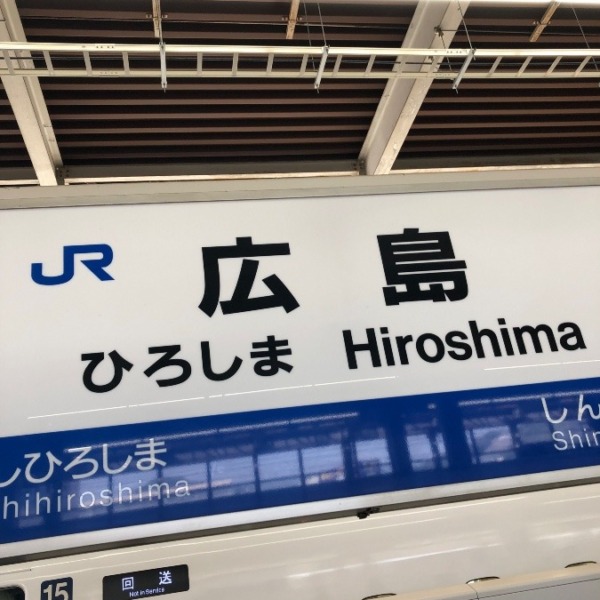 JR 広島
ひろしま Hiroshima
しひろしま しん
hihiroshima Shin
15 回送
Not in Service